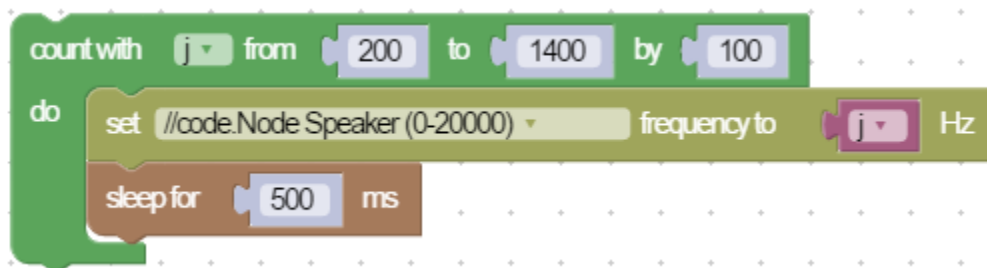 count with j from 200 to 1400 by 100
do set //code.Node Speaker (0-20000) frequency to j Hz
sleep for 500 ms